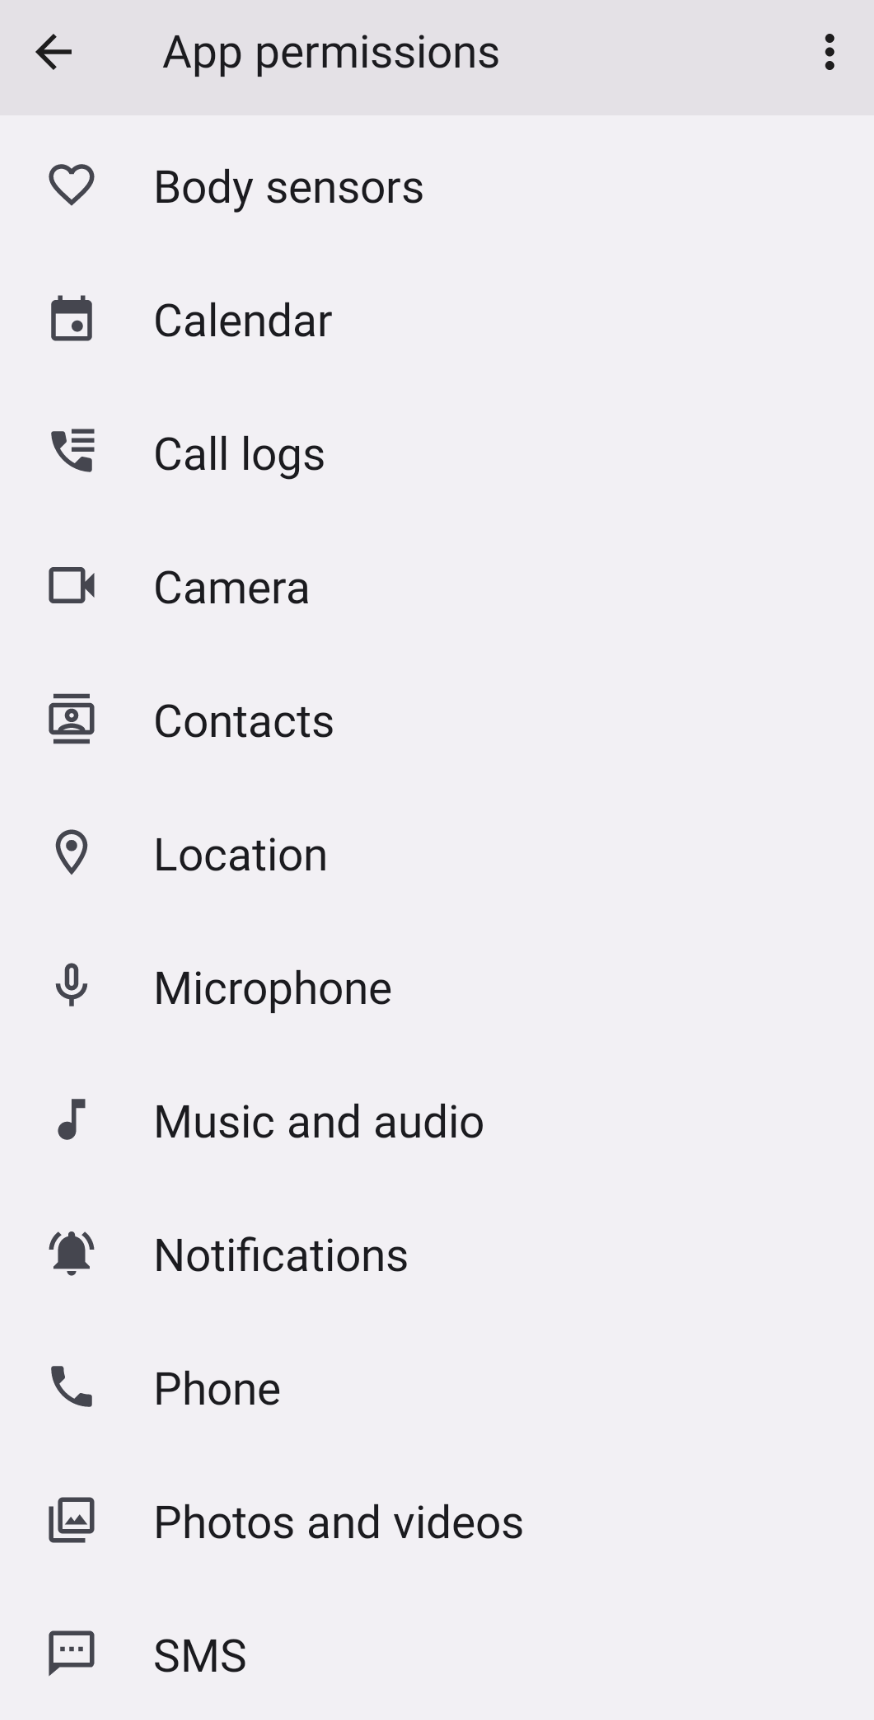 App permissions
Body sensors
Calendar
Call logs
Camera
Contacts
Location
Microphone
Music and audio
Notifications
Phone
Photos and videos
SMS